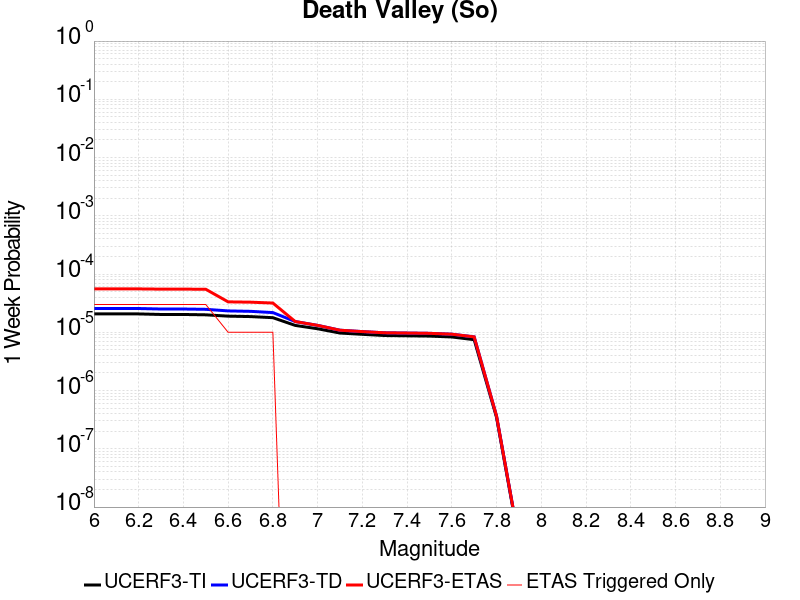 Death Valley (So)
1 Week Probability
10^0
10^-1
10^-2
10^-3
10^-4
10^-5
10^-6
10^-7
10^-8
6 6.2 6.4 6.6 6.8 7 7.2 7.4 7.6 7.8 8 8.2 8.4 8.6 8.8 9
Magnitude
UCERF3-TI UCERF3-TD UCERF3-ETAS ETAS Triggered Only